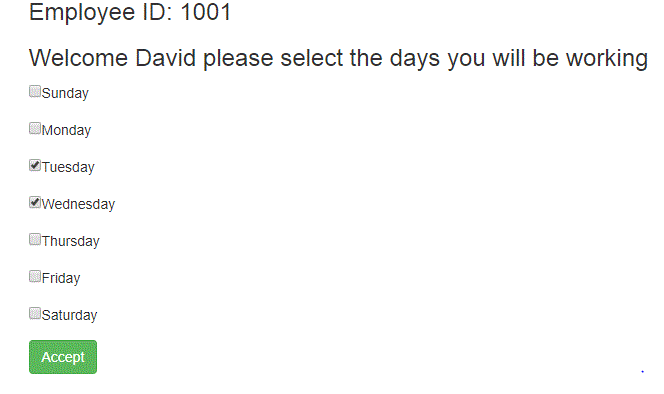 Employee ID: 1001
Welcome David please select the days you will be working
Sunday
Monday
Tuesday
Wednesday
Thursday
Friday
Saturday
Accept